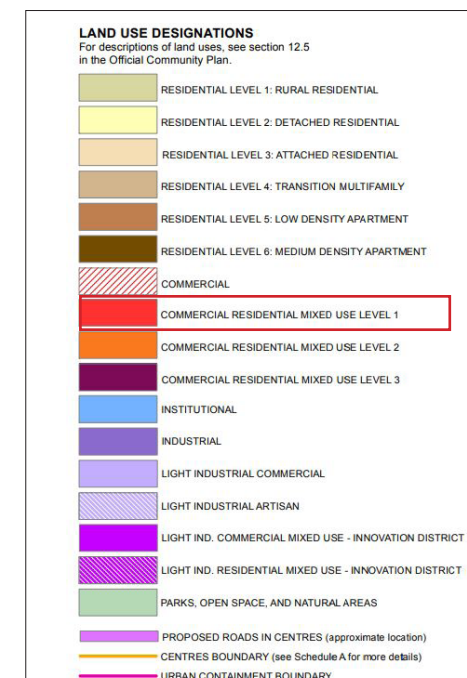 LAND USE DESIGNATIONS
For descriptions of land uses, see section 12.5
in the Official Community Plan.
RESIDENTIAL LEVEL 1: RURAL RESIDENTIAL
RESIDENTIAL LEVEL 2: DETACHED RESIDENTIAL
RESIDENTIAL LEVEL 3: ATTACHED RESIDENTIAL
RESIDENTIAL LEVEL 4: TRANSITION MULTIFAMILY
RESIDENTIAL LEVEL 5: LOW DENSITY APARTMENT
RESIDENTIAL LEVEL 6: MEDIUM DENSITY APARTMENT
COMMERCIAL
COMMERCIAL RESIDENTIAL MIXED USE LEVEL 1
COMMERCIAL RESIDENTIAL MIXED USE LEVEL 2
COMMERCIAL RESIDENTIAL MIXED USE LEVEL 3
INSTITUTIONAL
INDUSTRIAL
LIGHT INDUSTRIAL COMMERCIAL
LIGHT INDUSTRIAL ARTISAN
LIGHT IND. COMMERCIAL MIXED USE - INNOVATION DISTRICT
LIGHT IND. RESIDENTIAL MIXED USE - INNOVATION DISTRICT
PARKS, OPEN SPACE, AND NATURAL AREAS
PROPOSED ROADS IN CENTRES (approximate location)
CENTRES BOUNDARY (see Schedule A for more details)
URBAN CONTAINMENT BOUNDARY